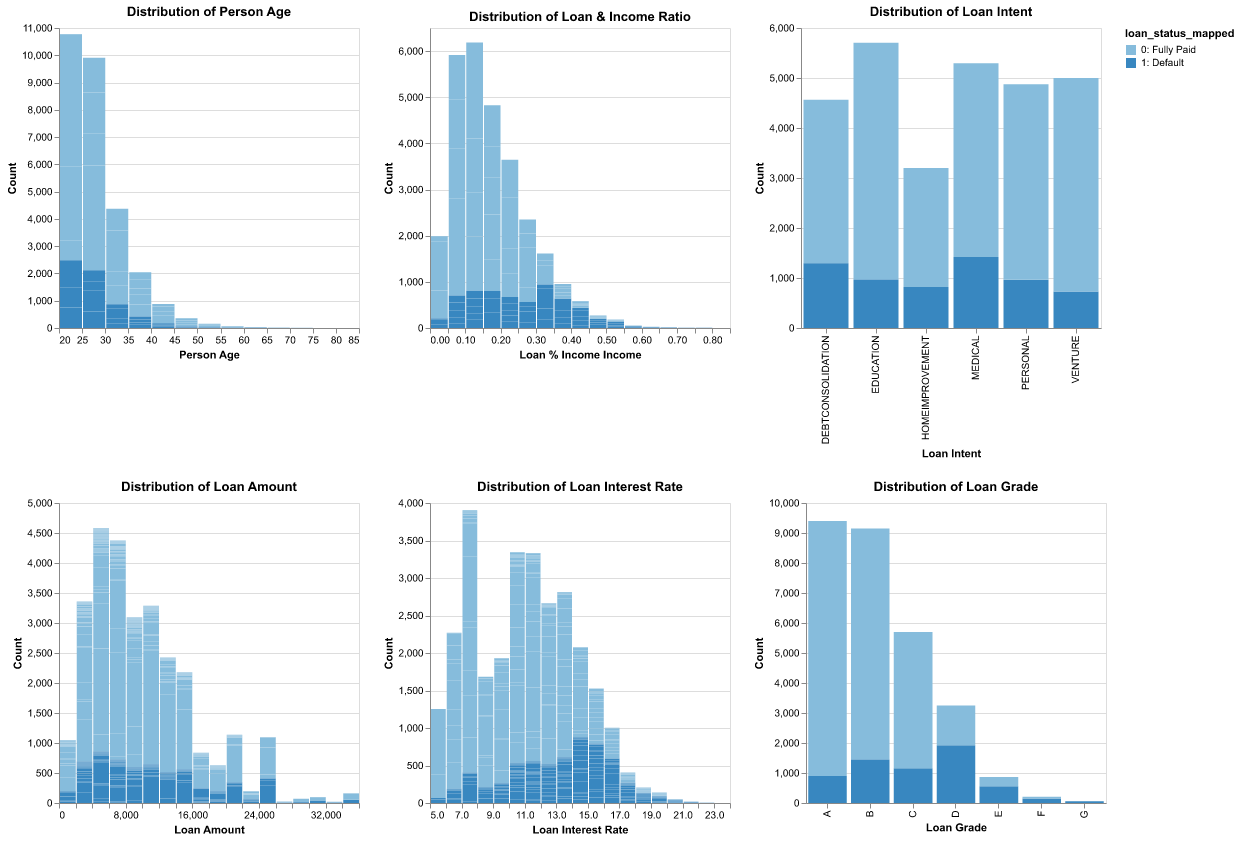 Distribution of Person Age
11,000
10,000
9,000
8,000
7,000
6,000
5,000
4,000
3,000
2,000
1,000
0
Count
20 25 30 35 40 45 50 55 60 65 70 75 80 85
Person Age
Distribution of Loan & Income Ratio
6,000
5,000
4,000
3,000
2,000
1,000
0
Count
0.00 0.10 0.20 0.30 0.40 0.50 0.60 0.70 0.80
Loan % Income Income
Distribution of Loan Intent
6,000
5,000
4,000
3,000
2,000
1,000
0
Count
DEBTCONSOLIDATION
EDUCATION
HOMEIMPROVEMENT
MEDICAL
PERSONAL
VENTURE
Loan Intent
loan_status_mapped
0: Fully Paid
1: Default
Distribution of Loan Amount
5,000
4,500
4,000
3,500
3,000
2,500
2,000
1,500
1,000
500
0
Count
0 8,000 16,000 24,000 32,000
Loan Amount
Distribution of Loan Interest Rate
4,000
3,500
3,000
2,500
2,000
1,500
1,000
500
0
Count
5.0 7.0 9.0 11.0 13.0 15.0 17.0 19.0 21.0 23.0
Loan Interest Rate
Distribution of Loan Grade
10,000
9,000
8,000
7,000
6,000
5,000
4,000
3,000
2,000
1,000
0
Count
A
B
C
D
E
F
G
Loan Grade